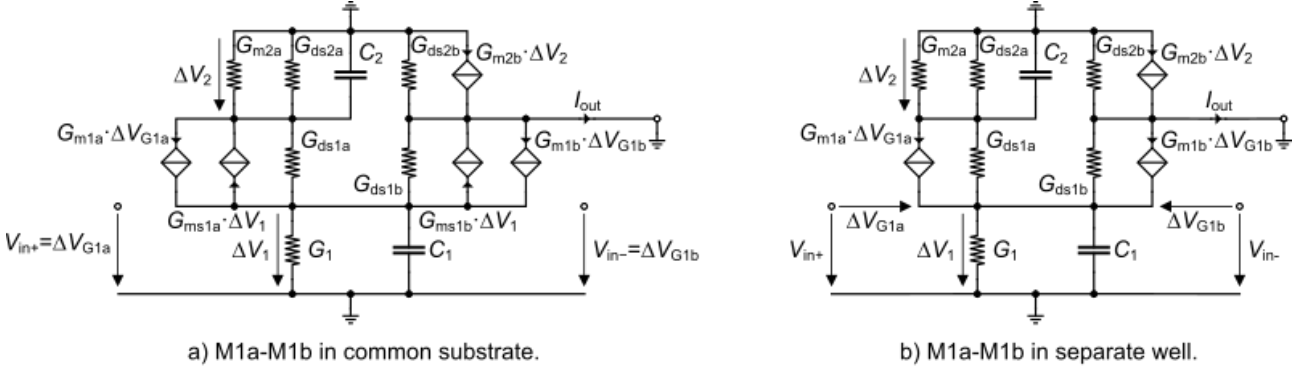 Gm2a Gds2a C2 Gds2b Gm2b·ΔV2
ΔV2
Iout
Gm1a·ΔVG1a Gds1a Gm1b·ΔVG1b
Gds1b
Gms1a·ΔV1 Gms1b·ΔV1
Vin+=ΔVG1a ΔV1 G1 C1 Vin−=ΔVG1b
a) M1a-M1b in common substrate.
Gm2a Gds2a C2 Gds2b Gm2b·ΔV2
ΔV2
Iout
Gm1a·ΔVG1a Gds1a Gm1b·ΔVG1b
Gds1b
ΔVG1a ΔVG1b
Vin+ ΔV1 G1 C1 Vin-
b) M1a-M1b in separate well.